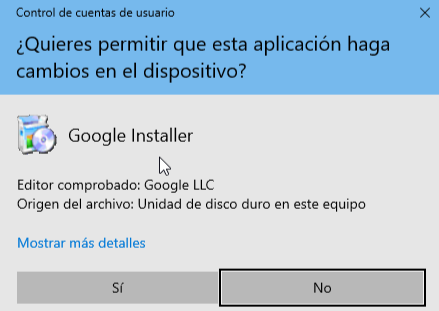 Control de cuentas de usuario
¿Quieres permitir que esta aplicación haga
cambios en el dispositivo?
Google Installer
Editor comprobado: Google LLC
Origen del archivo: Unidad de disco duro en este equipo
Mostrar más detalles
Sí
No